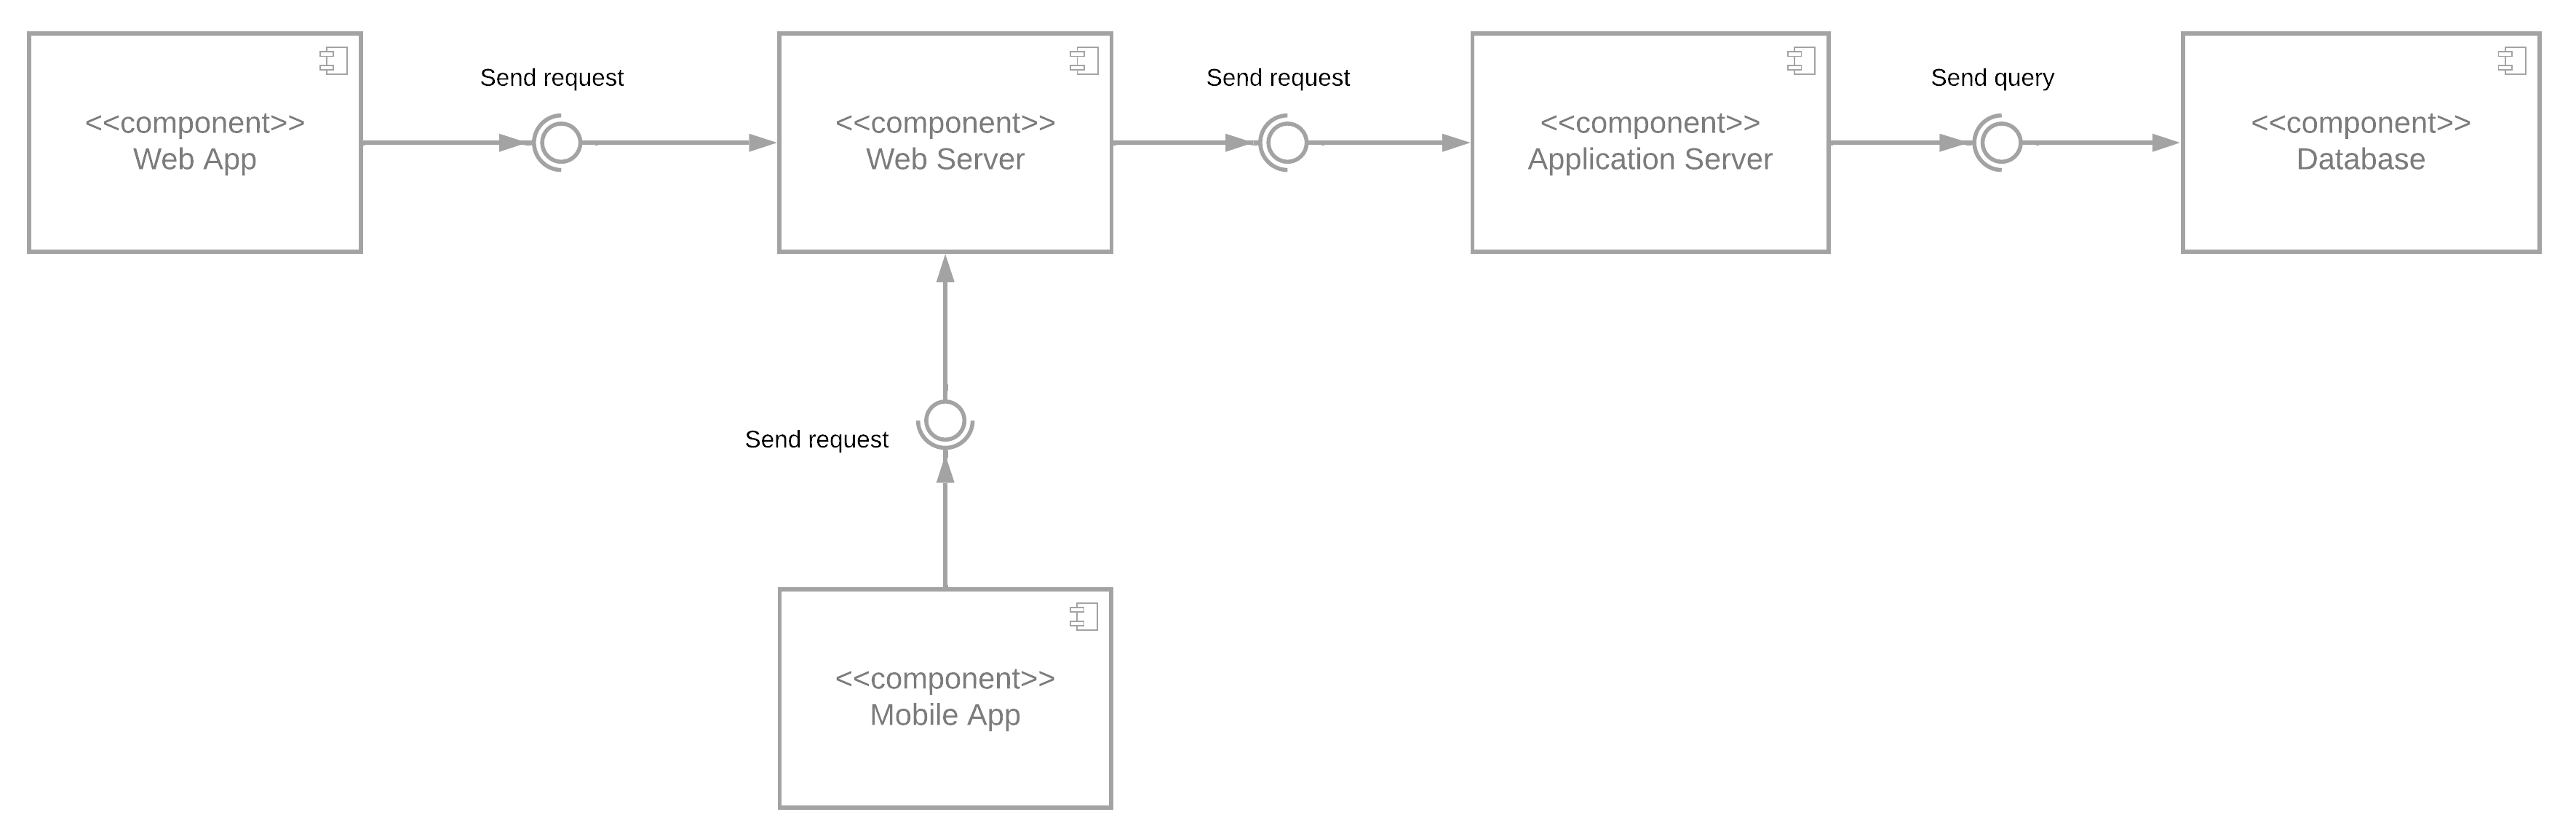 <<component>>
Web App
Send request
<<component>>
Web Server
Send request
<<component>>
Application Server
Send query
<<component>>
Database
Send request
<<component>>
Mobile App